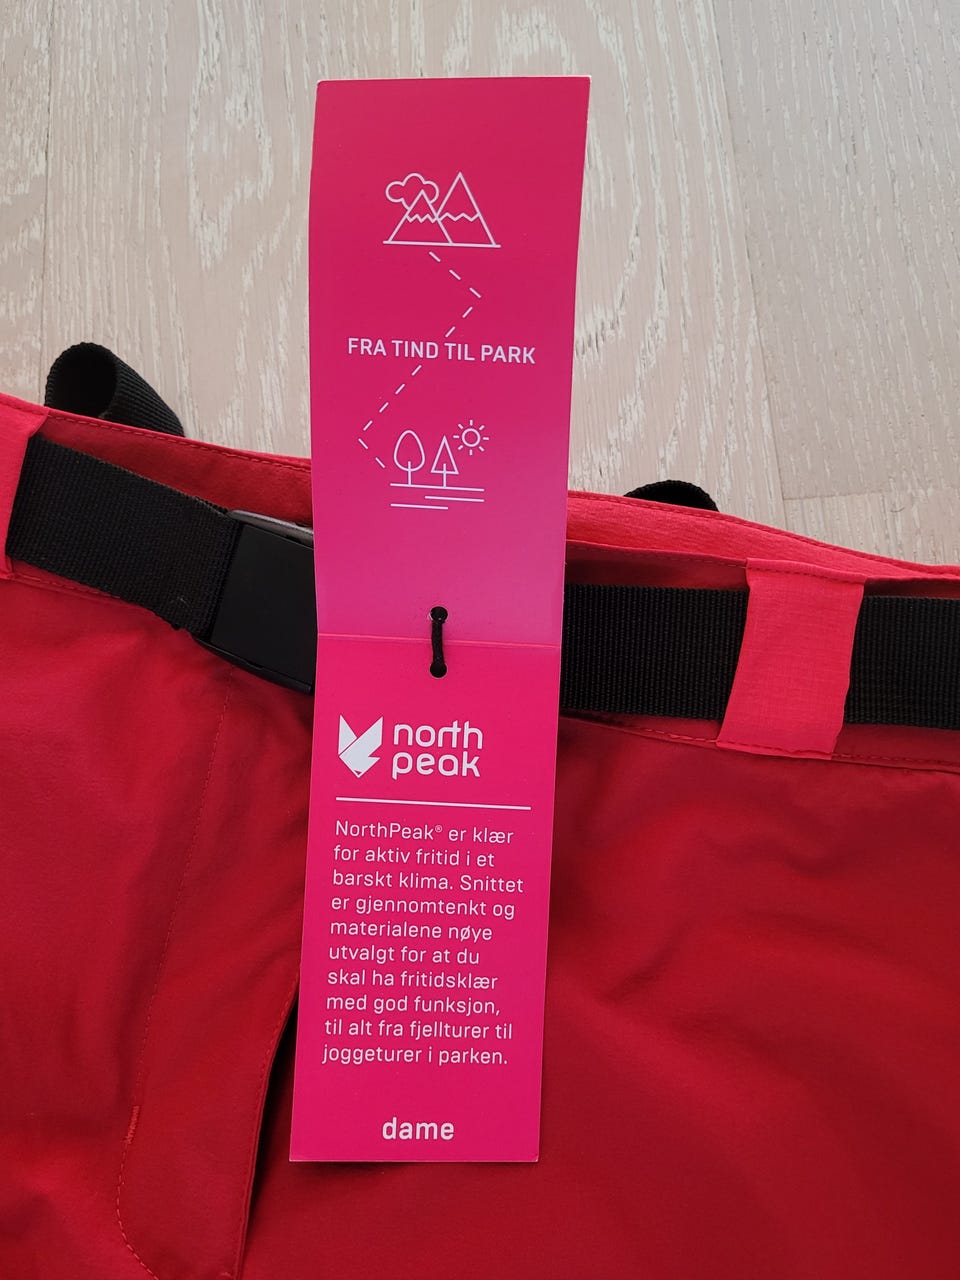 FRA TIND TIL PARK
north
peak
NorthPeak® er klær
for aktiv fritid i et
barskt klima. Snittet
er gjennomtenkt og
materialene nøye
utvalgt for at du
skal ha fritidsklær
med god funksjon,
til alt fra fjellturer til
joggeturer i parken.
dame